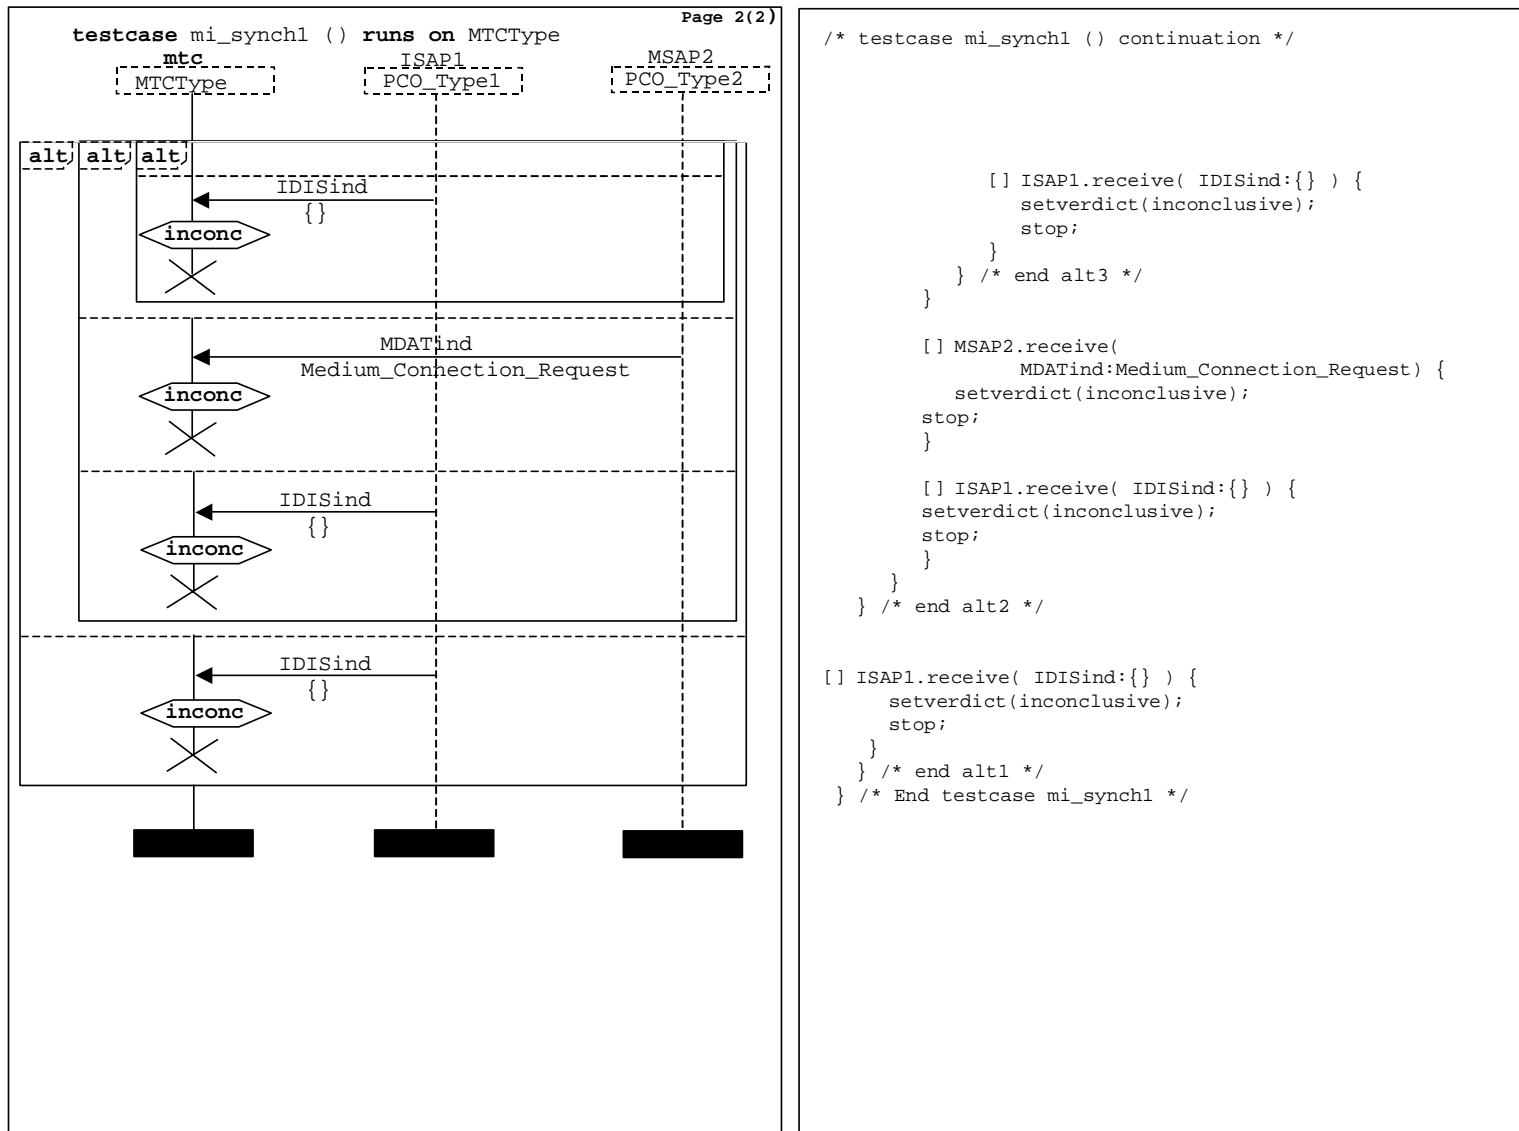 Page 2(2)
testcase mi_synch1 () runs on MTCType
mtc
MTCType
ISAP1
PCO_Type1
MSAP2
PCO_Type2
alt alt alt
IDISind
{}
inconc
MDATind
Medium_Connection_Request
inconc
IDISind
{}
inconc
IDISind
{}
inconc
/* testcase mi_synch1 () continuation */
[] ISAP1.receive( IDISind:{} ) {
setverdict(inconclusive);
stop;
}
} /* end alt3 */
}
[] MSAP2.receive(
MDATind:Medium_Connection_Request) {
setverdict(inconclusive);
stop;
}
[] ISAP1.receive( IDISind:{} ) {
setverdict(inconclusive);
stop;
}
}
} /* end alt2 */
[] ISAP1.receive( IDISind:{} ) {
setverdict(inconclusive);
stop;
}
} /* end alt1 */
} /* End testcase mi_synch1 */